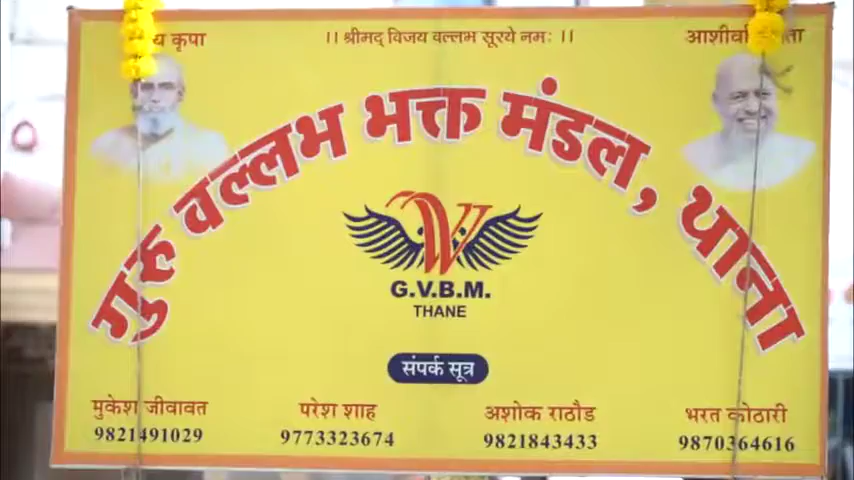 कृपा
।। श्रीमद् विजय वल्लभ सूरये नमः ।।
गुरु वल्लभ भक्त मंडल, थाना
G.V.B.M.
THANE
संपर्क सूत्र
मुकेश जीवावत
9821491029
परेश शाह
9773323674
अशोक राठौड
9821843433
भरत कोठारी
9870364616